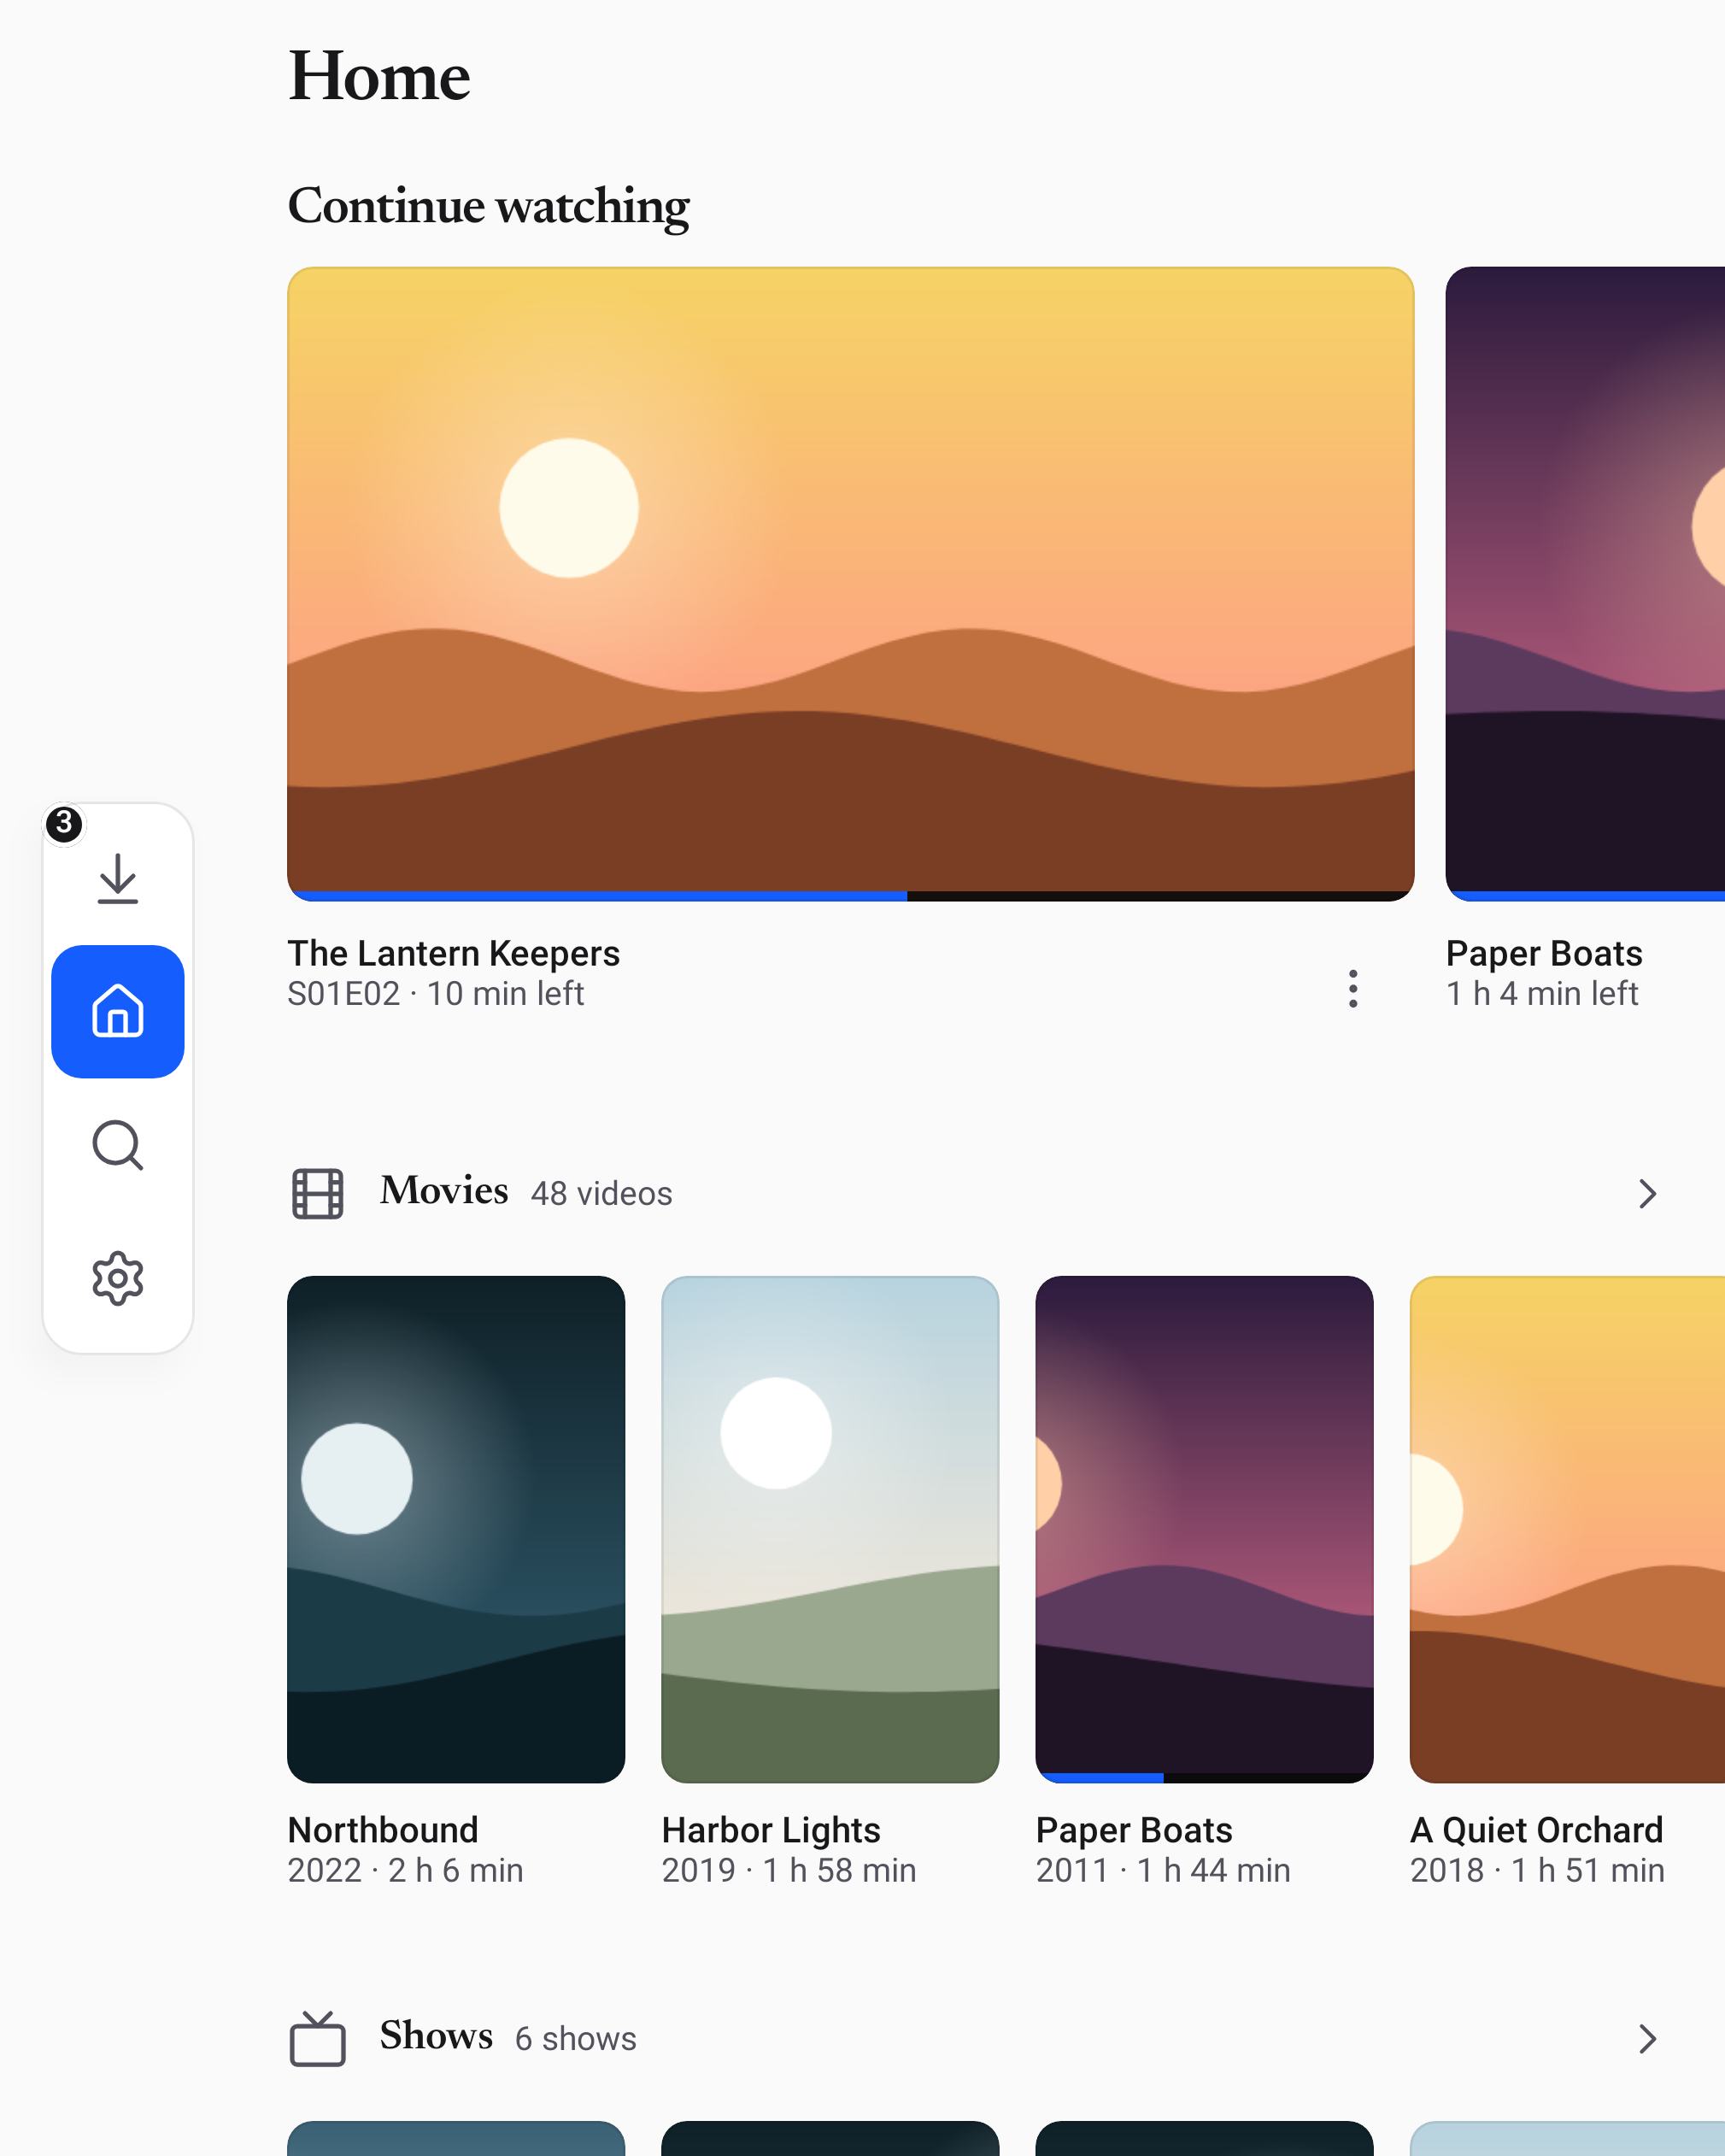 Home
Continue watching
The Lantern Keepers
S01E02 · 10 min left
Paper Boats
1 h 4 min left
3
Movies 48 videos
Northbound
2022 · 2 h 6 min
Harbor Lights
2019 · 1 h 58 min
Paper Boats
2011 · 1 h 44 min
A Quiet Orchard
2018 · 1 h 51 min
Shows 6 shows